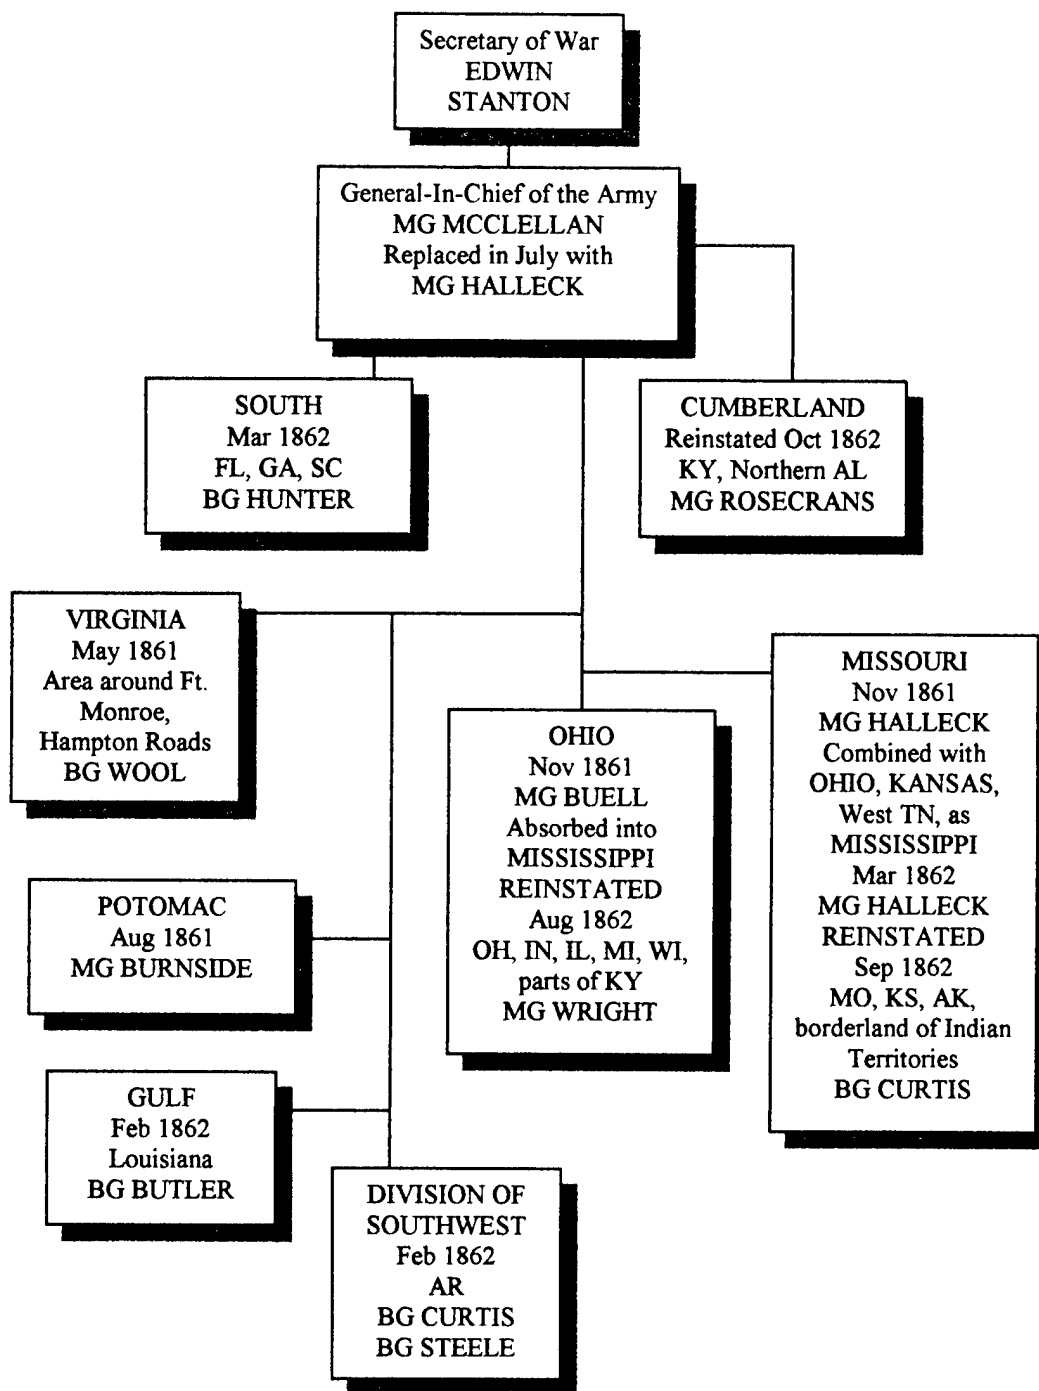 Secretary of War
EDWIN
STANTON
General-In-Chief of the Army
MG MCCLELLAN
Replaced in July with
MG HALLECK
SOUTH
Mar 1862
FL, GA, SC
BG HUNTER
CUMBERLAND
Reinstated Oct 1862
KY, Northern AL
MG ROSECRANS
VIRGINIA
May 1861
Area around Ft.
Monroe,
Hampton Roads
BG WOOL
POTOMAC
Aug 1861
MG BURNSIDE
GULF
Feb 1862
Louisiana
BG BUTLER
DIVISION OF
SOUTHWEST
Feb 1862
AR
BG CURTIS
BG STEELE
OHIO
Nov 1861
MG BUELL
Absorbed into
MISSISSIPPI
REINSTATED
Aug 1862
OH, IN, IL, MI, WI,
parts of KY
MG WRIGHT
MISSOURI
Nov 1861
MG HALLECK
Combined with
OHIO, KANSAS,
West TN, as
MISSISSIPPI
Mar 1862
MG HALLECK
REINSTATED
Sep 1862
MO, KS, AK,
borderland of Indian
Territories
BG CURTIS